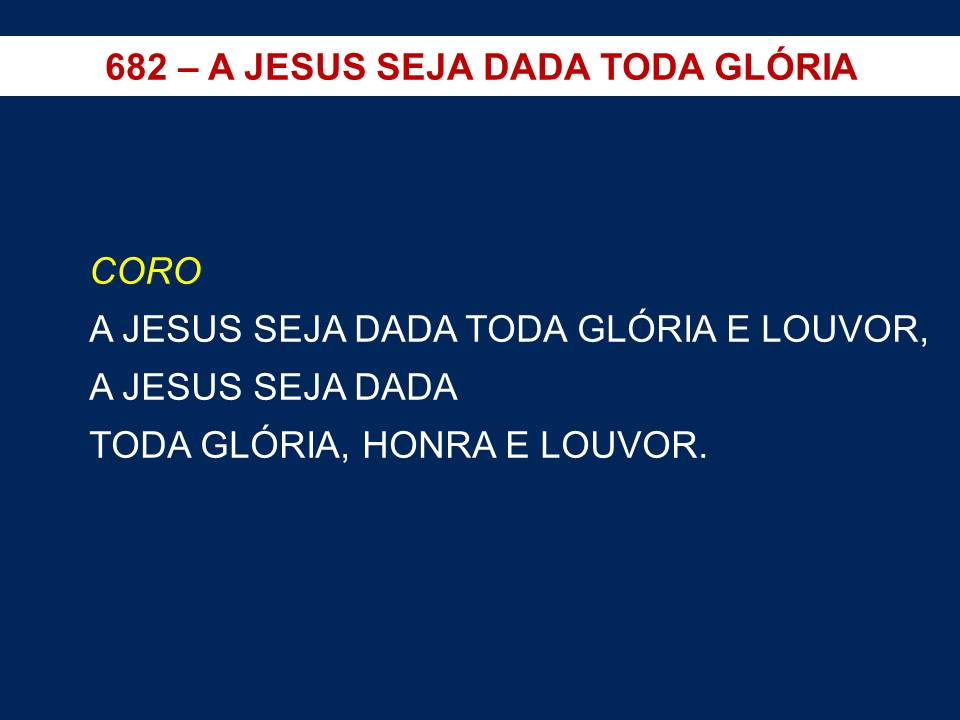 682 – A JESUS SEJA DADA TODA GLÓRIA
CORO
A JESUS SEJA DADA TODA GLÓRIA E LOUVOR,
A JESUS SEJA DADA
TODA GLÓRIA, HONRA E LOUVOR.